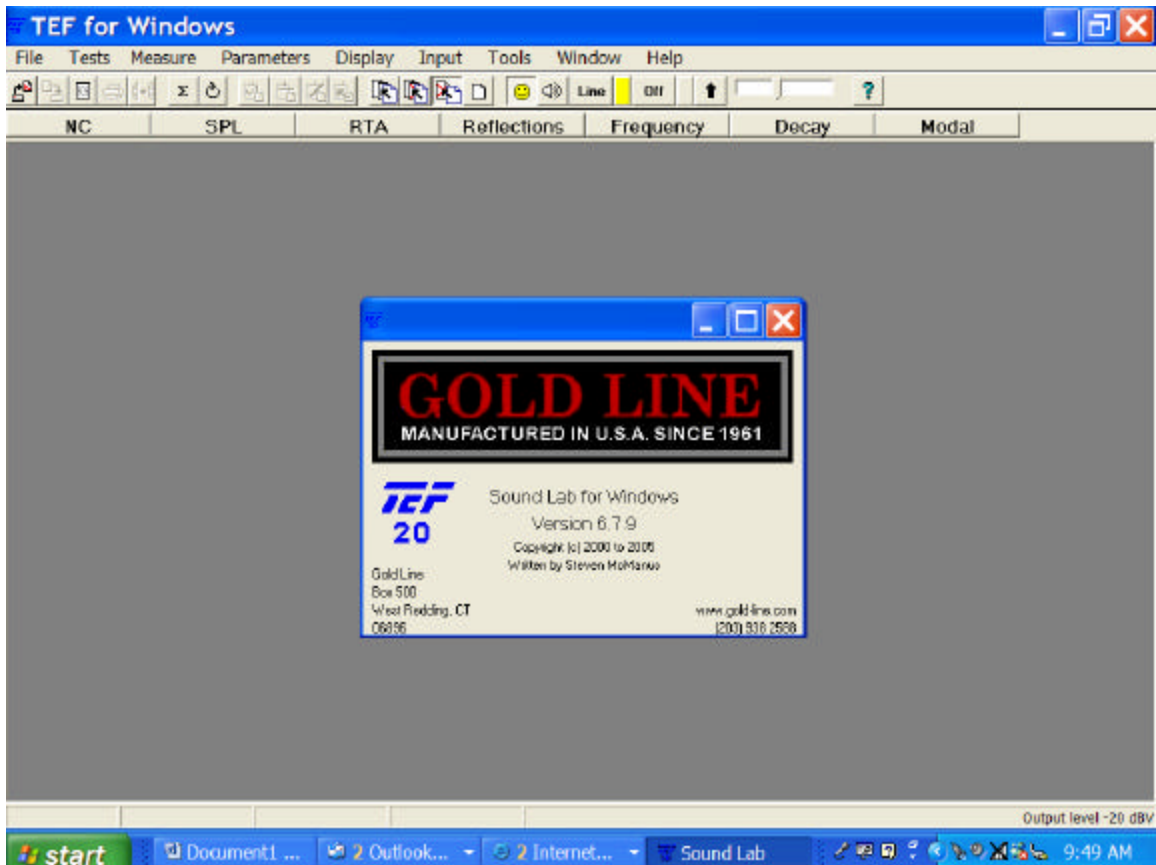 TEF for Windows
File Tests Measure Parameters Display Input Tools Window Help
Σ Line Off ?
NC SPL RTA Reflections Frequency Decay Modal
GOLD LINE
MANUFACTURED IN U.S.A. SINCE 1961
TEF
20
Sound Lab for Windows
Version 6.7.9
Copyright (c) 2000 to 2005
Written by Steven McManus
Gold Line
Box 500
West Redding, CT
06896
www.gold-line.com
(203) 938 2588
Output level -20 dBV
start Document1 ... 2 Outlook... 2 Internet... Sound Lab 9:49 AM